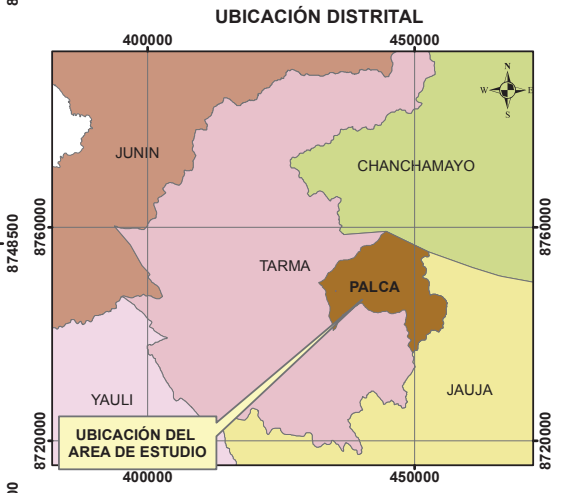 UBICACIÓN DISTRITAL
400000
450000
N
W
E
S
JUNIN
CHANCHAMAYO
8760000
8760000
8748500
TARMA
PALCA
YAULI
JAUJA
UBICACIÓN DEL
AREA DE ESTUDIO
8720000
8720000
400000
450000